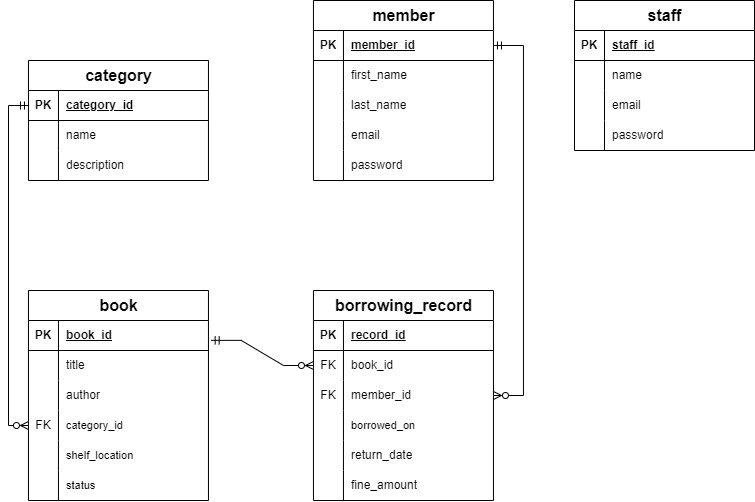 member
PK member_id
first_name
last_name
email
password
staff
PK staff_id
name
email
password
category
PK category_id
name
description
book
PK book_id
title
author
FK category_id
shelf_location
status
borrowing_record
PK record_id
FK book_id
FK member_id
borrowed_on
return_date
fine_amount